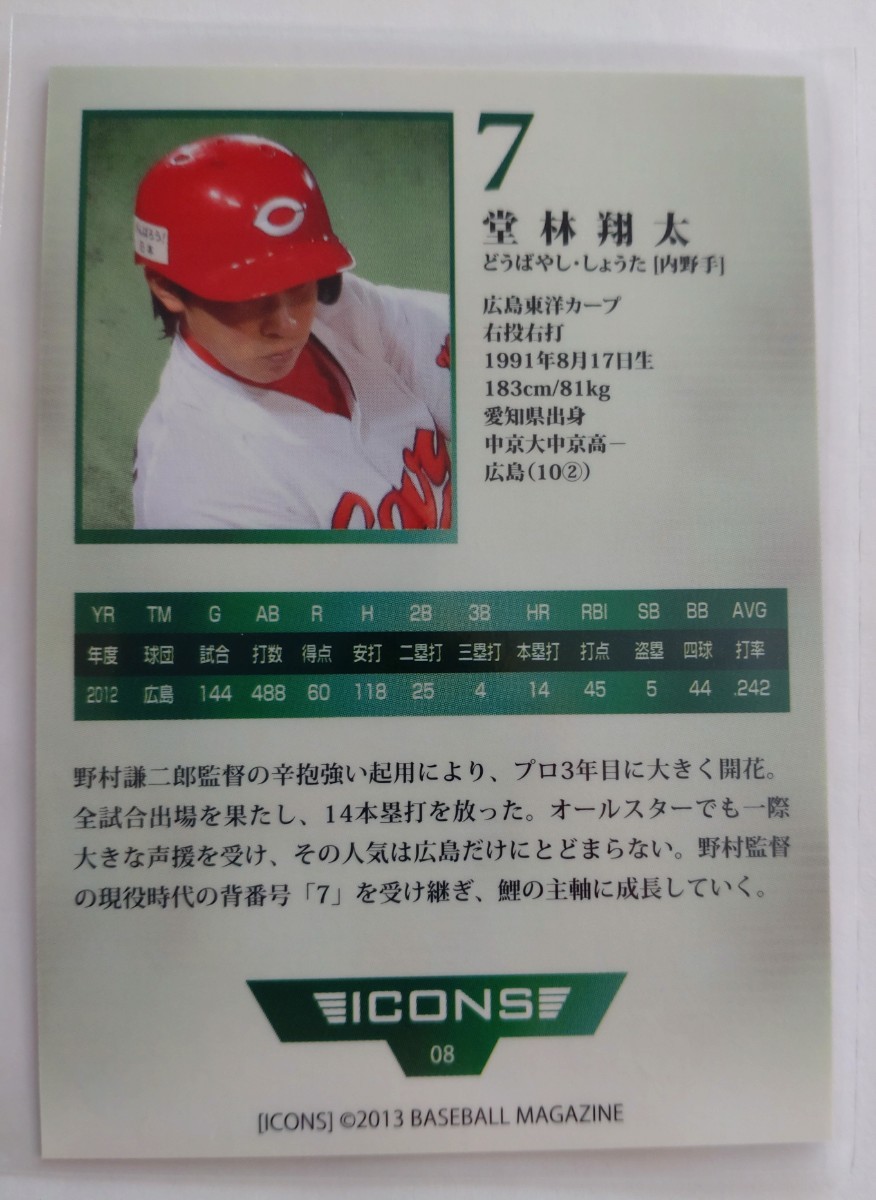 7
堂林翔太
どうばやし・しょうた [内野手]
広島東洋カープ
右投右打
1991年8月17日生
183cm/81kg
愛知県出身
中京大中京高－
広島(10②)
YR TM G AB R H 2B 3B HR RBI SB BB AVG
年度 球団 試合 打数 得点 安打 二塁打 三塁打 本塁打 打点 盗塁 四球 打率
2012 広島 144 488 60 118 25 4 14 45 5 44 .242
野村謙二郎監督の辛抱強い起用により、プロ3年目に大きく開花。
全試合出場を果たし、14本塁打を放った。オールスターでも一際
大きな声援を受け、その人気は広島だけにとどまらない。野村監督
の現役時代の背番号「7」を受け継ぎ、鯉の主軸に成長していく。
ICONS
08
[ICONS] ©2013 BASEBALL MAGAZINE